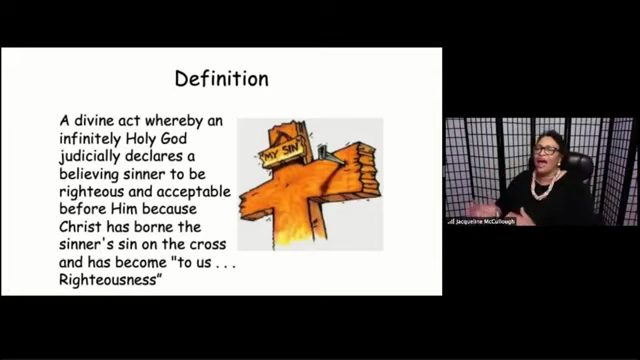 Definition
A divine act whereby an
infinitely Holy God
judicially declares a
believing sinner to be
righteous and acceptable
before Him because
Christ has borne the
sinner's sin on the cross
and has become "to us . . .
Righteousness”
MY SIN
Jacqueline McCullough